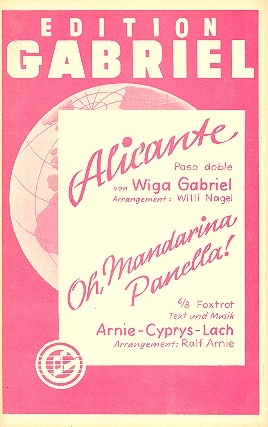 EDITION
GABRIEL
Alicante
Paso doble
von Wiga Gabriel
Arrangement: Willi Nagel
Oh, Mandarina
Panella!
6/8 Foxtrot
Text und Musik
Arnie-Cyprys-Lach
Arrangement: Ralf Arnie